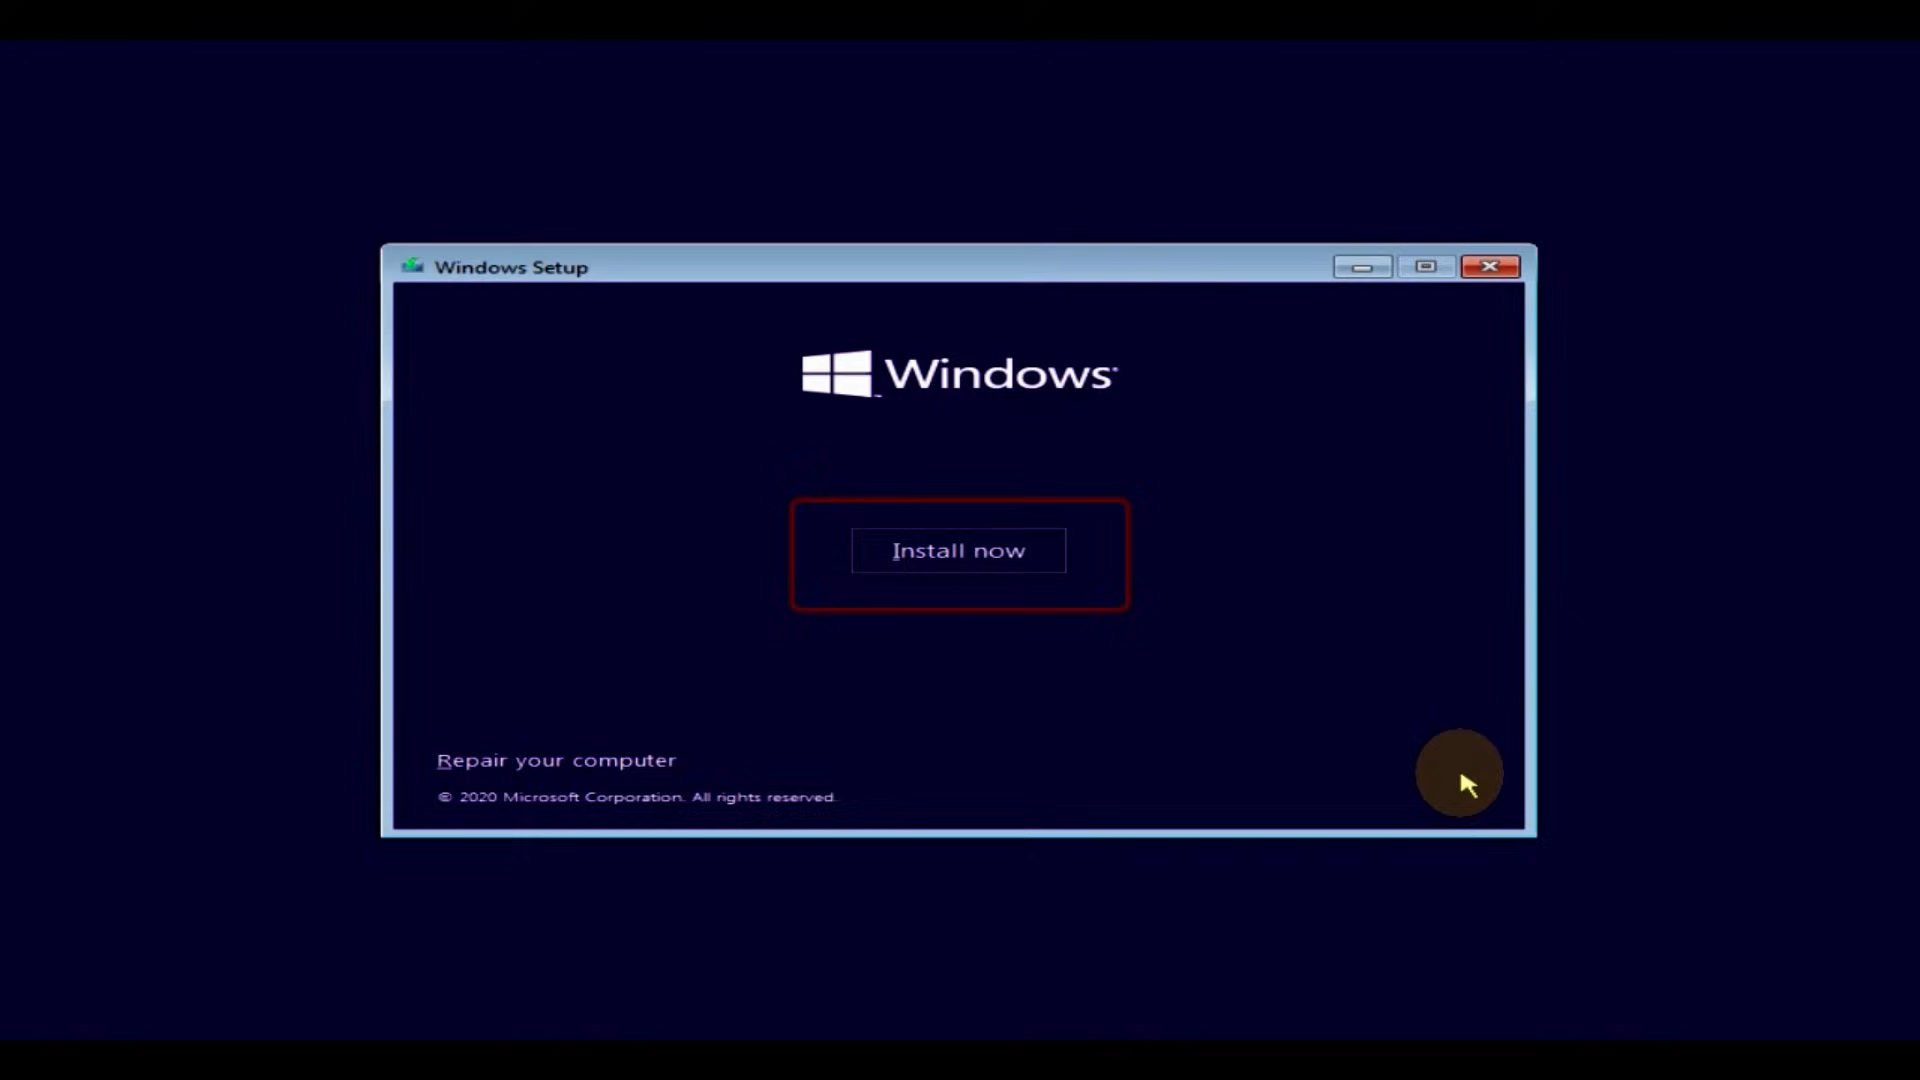 Windows Setup
Windows
Install now
Repair your computer
© 2020 Microsoft Corporation. All rights reserved.